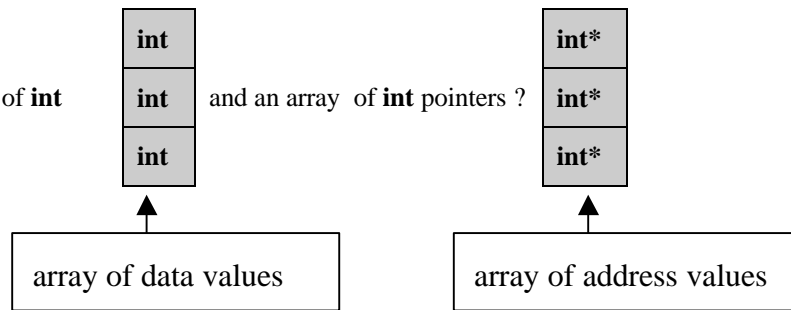 int int*
of int int and an array of int pointers ? int*
int int*
array of data values array of address values